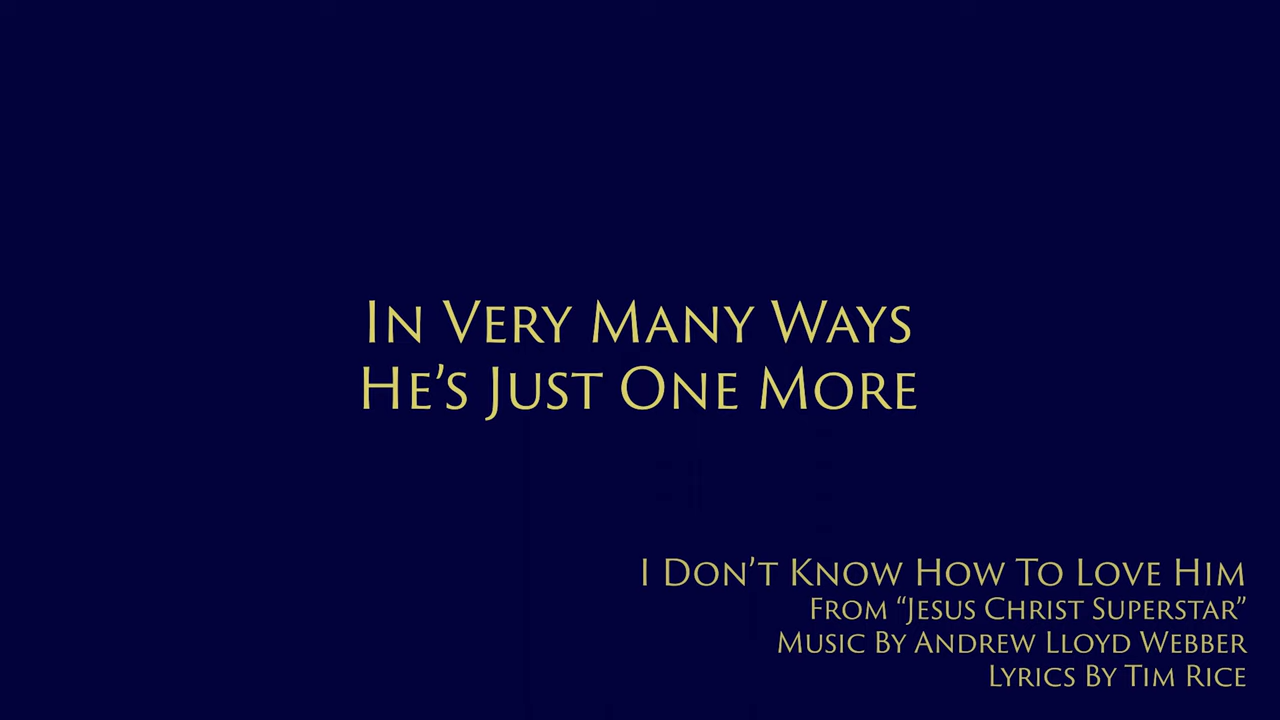 In Very Many Ways
He’s Just One More
I Don’t Know How To Love Him
From “Jesus Christ Superstar”
Music By Andrew Lloyd Webber
Lyrics By Tim Rice